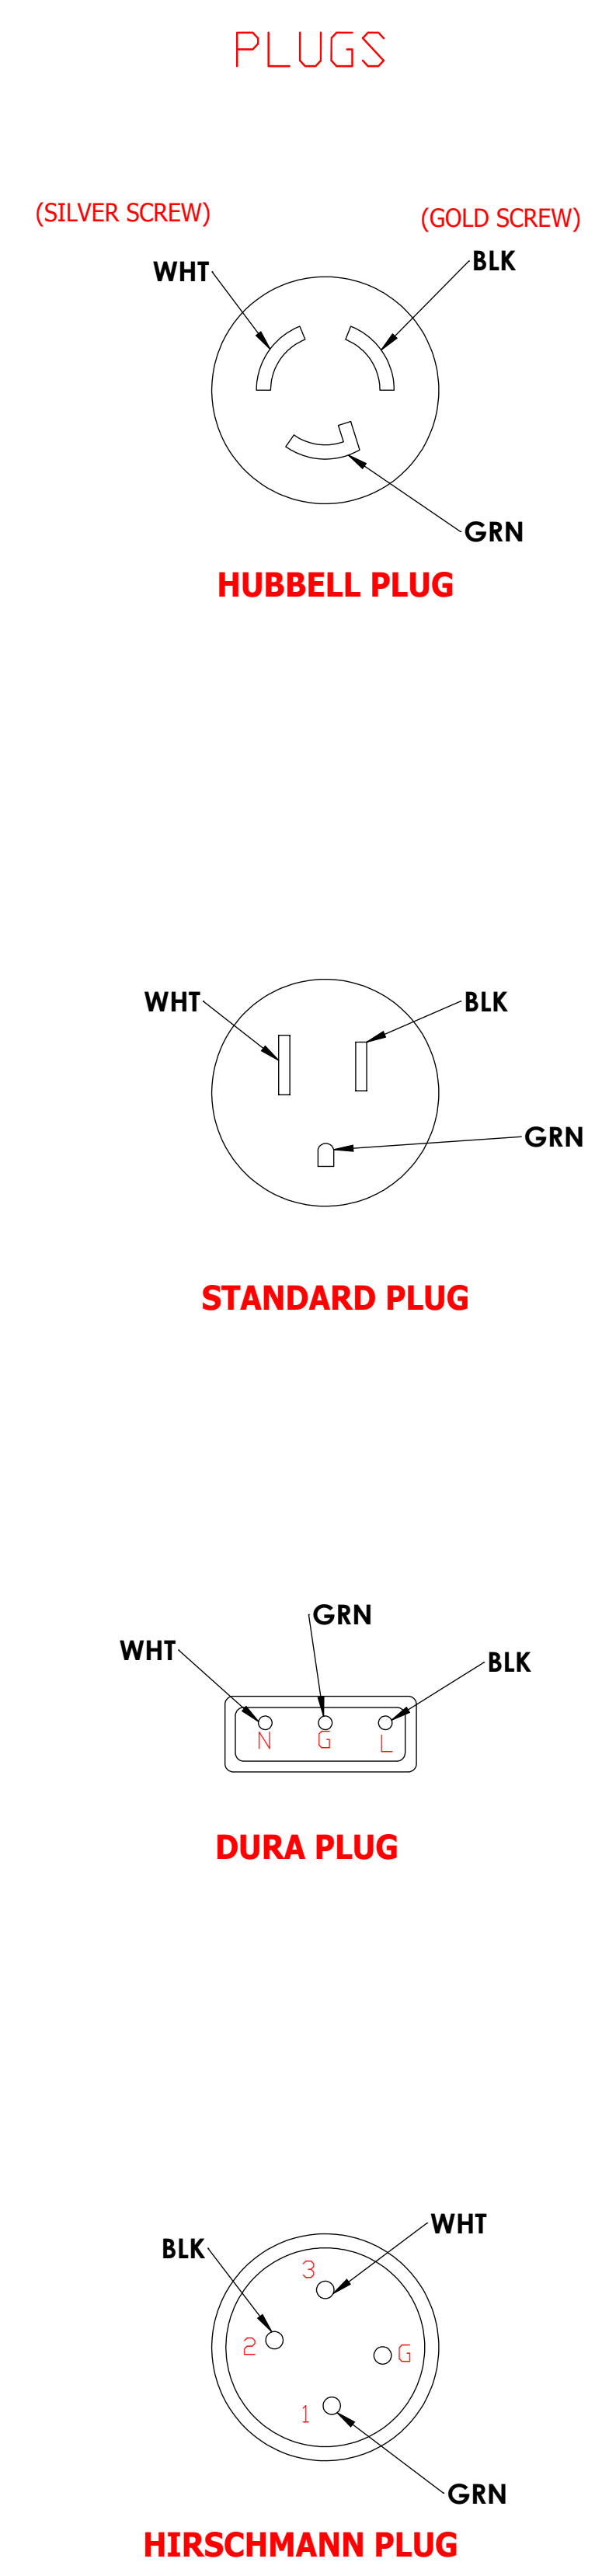 PLUGS
(SILVER SCREW)
(GOLD SCREW)
WHT
BLK
GRN
HUBBELL PLUG
WHT
BLK
GRN
STANDARD PLUG
GRN
WHT
BLK
N G L
DURA PLUG
WHT
BLK
3
2
G
1
GRN
HIRSCHMANN PLUG